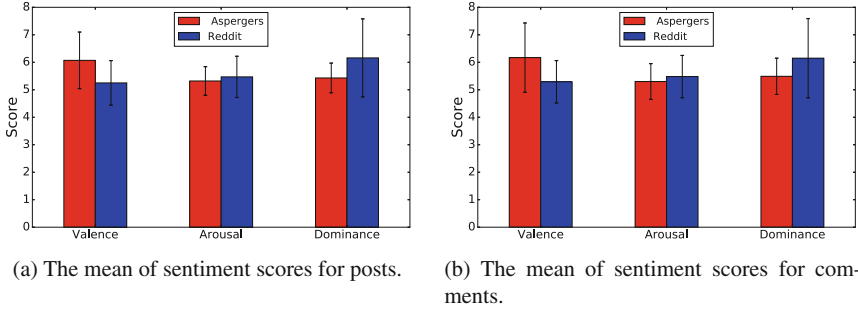 8
7
6
5
4
3
2
1
0
Score
Aspergers
Reddit
Valence Arousal Dominance
(a) The mean of sentiment scores for posts.
8
7
6
5
4
3
2
1
0
Score
Aspergers
Reddit
Valence Arousal Dominance
(b) The mean of sentiment scores for com-
ments.